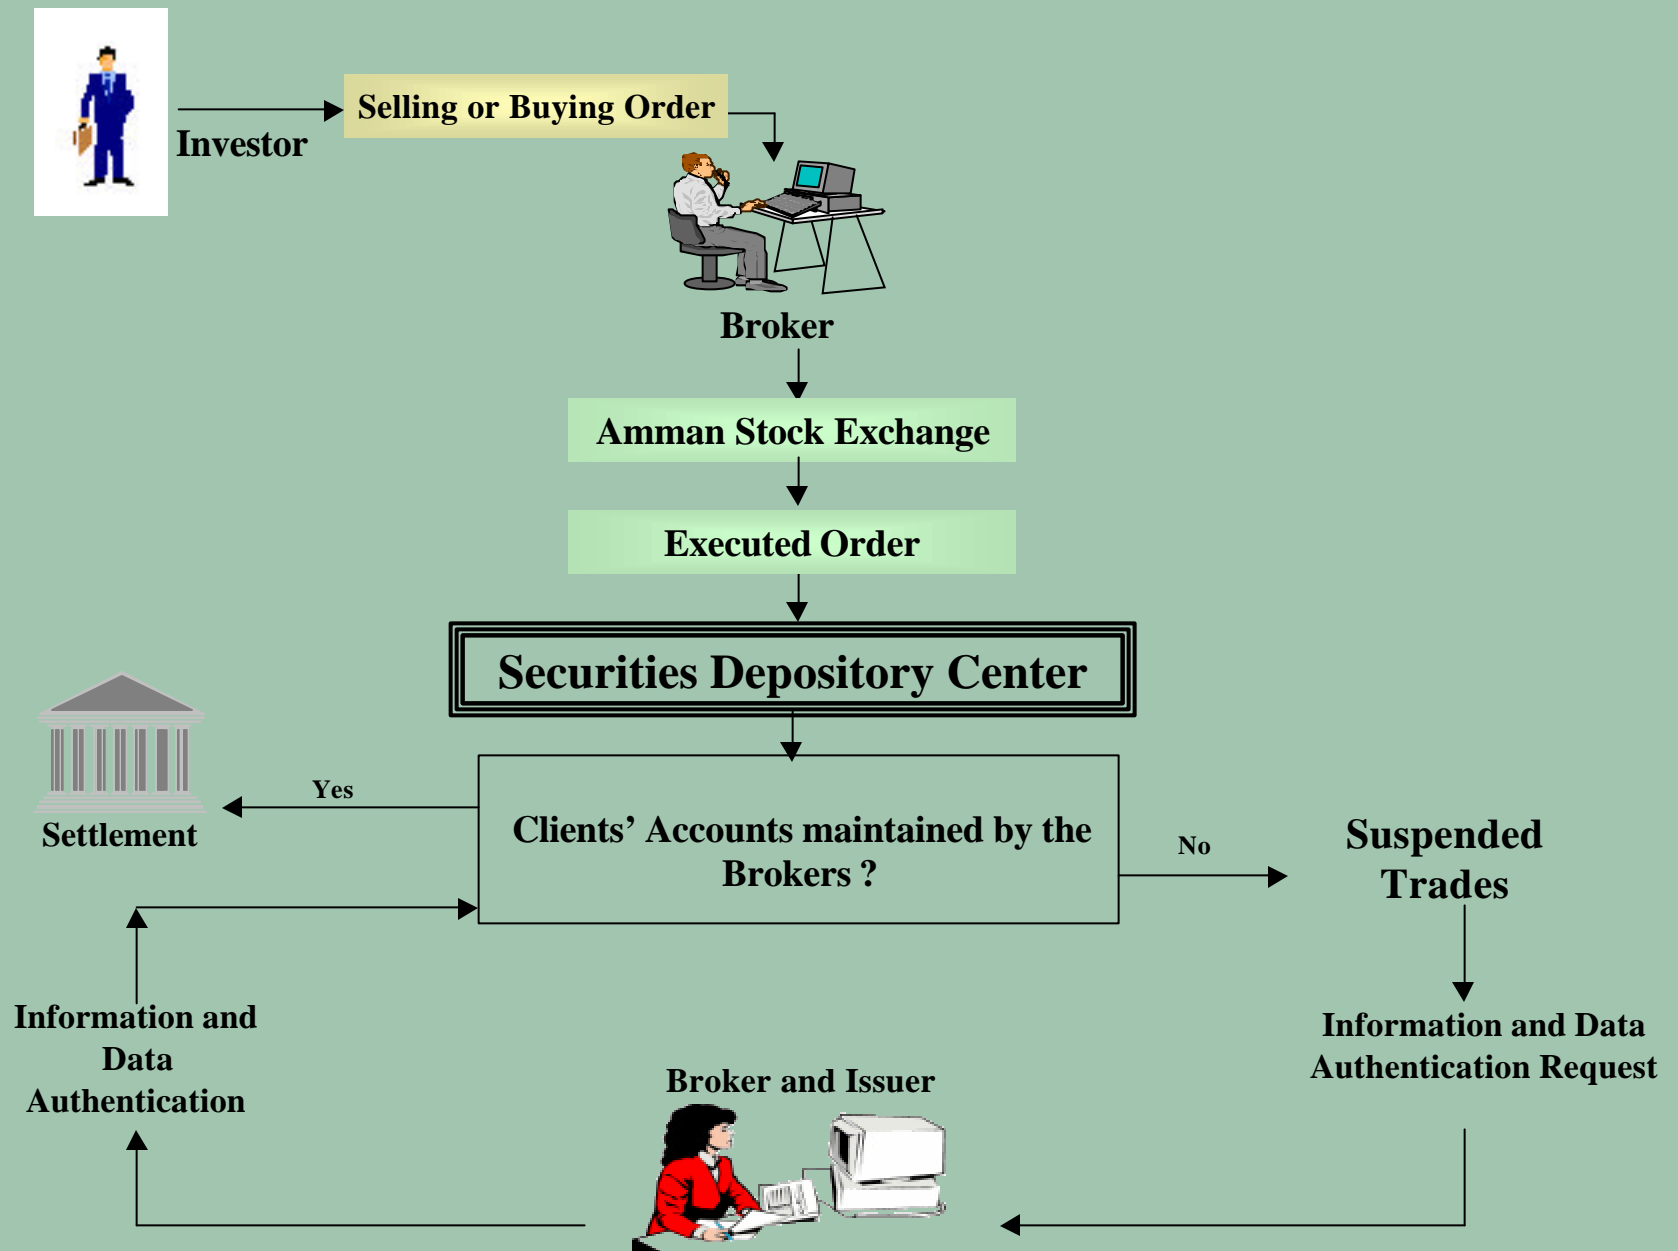 Selling or Buying Order
Investor
Broker
Amman Stock Exchange
Executed Order
Securities Depository Center
Yes
Settlement
Clients’ Accounts maintained by the
Brokers ?
No
Suspended
Trades
Information and
Data
Authentication
Information and Data
Authentication Request
Broker and Issuer